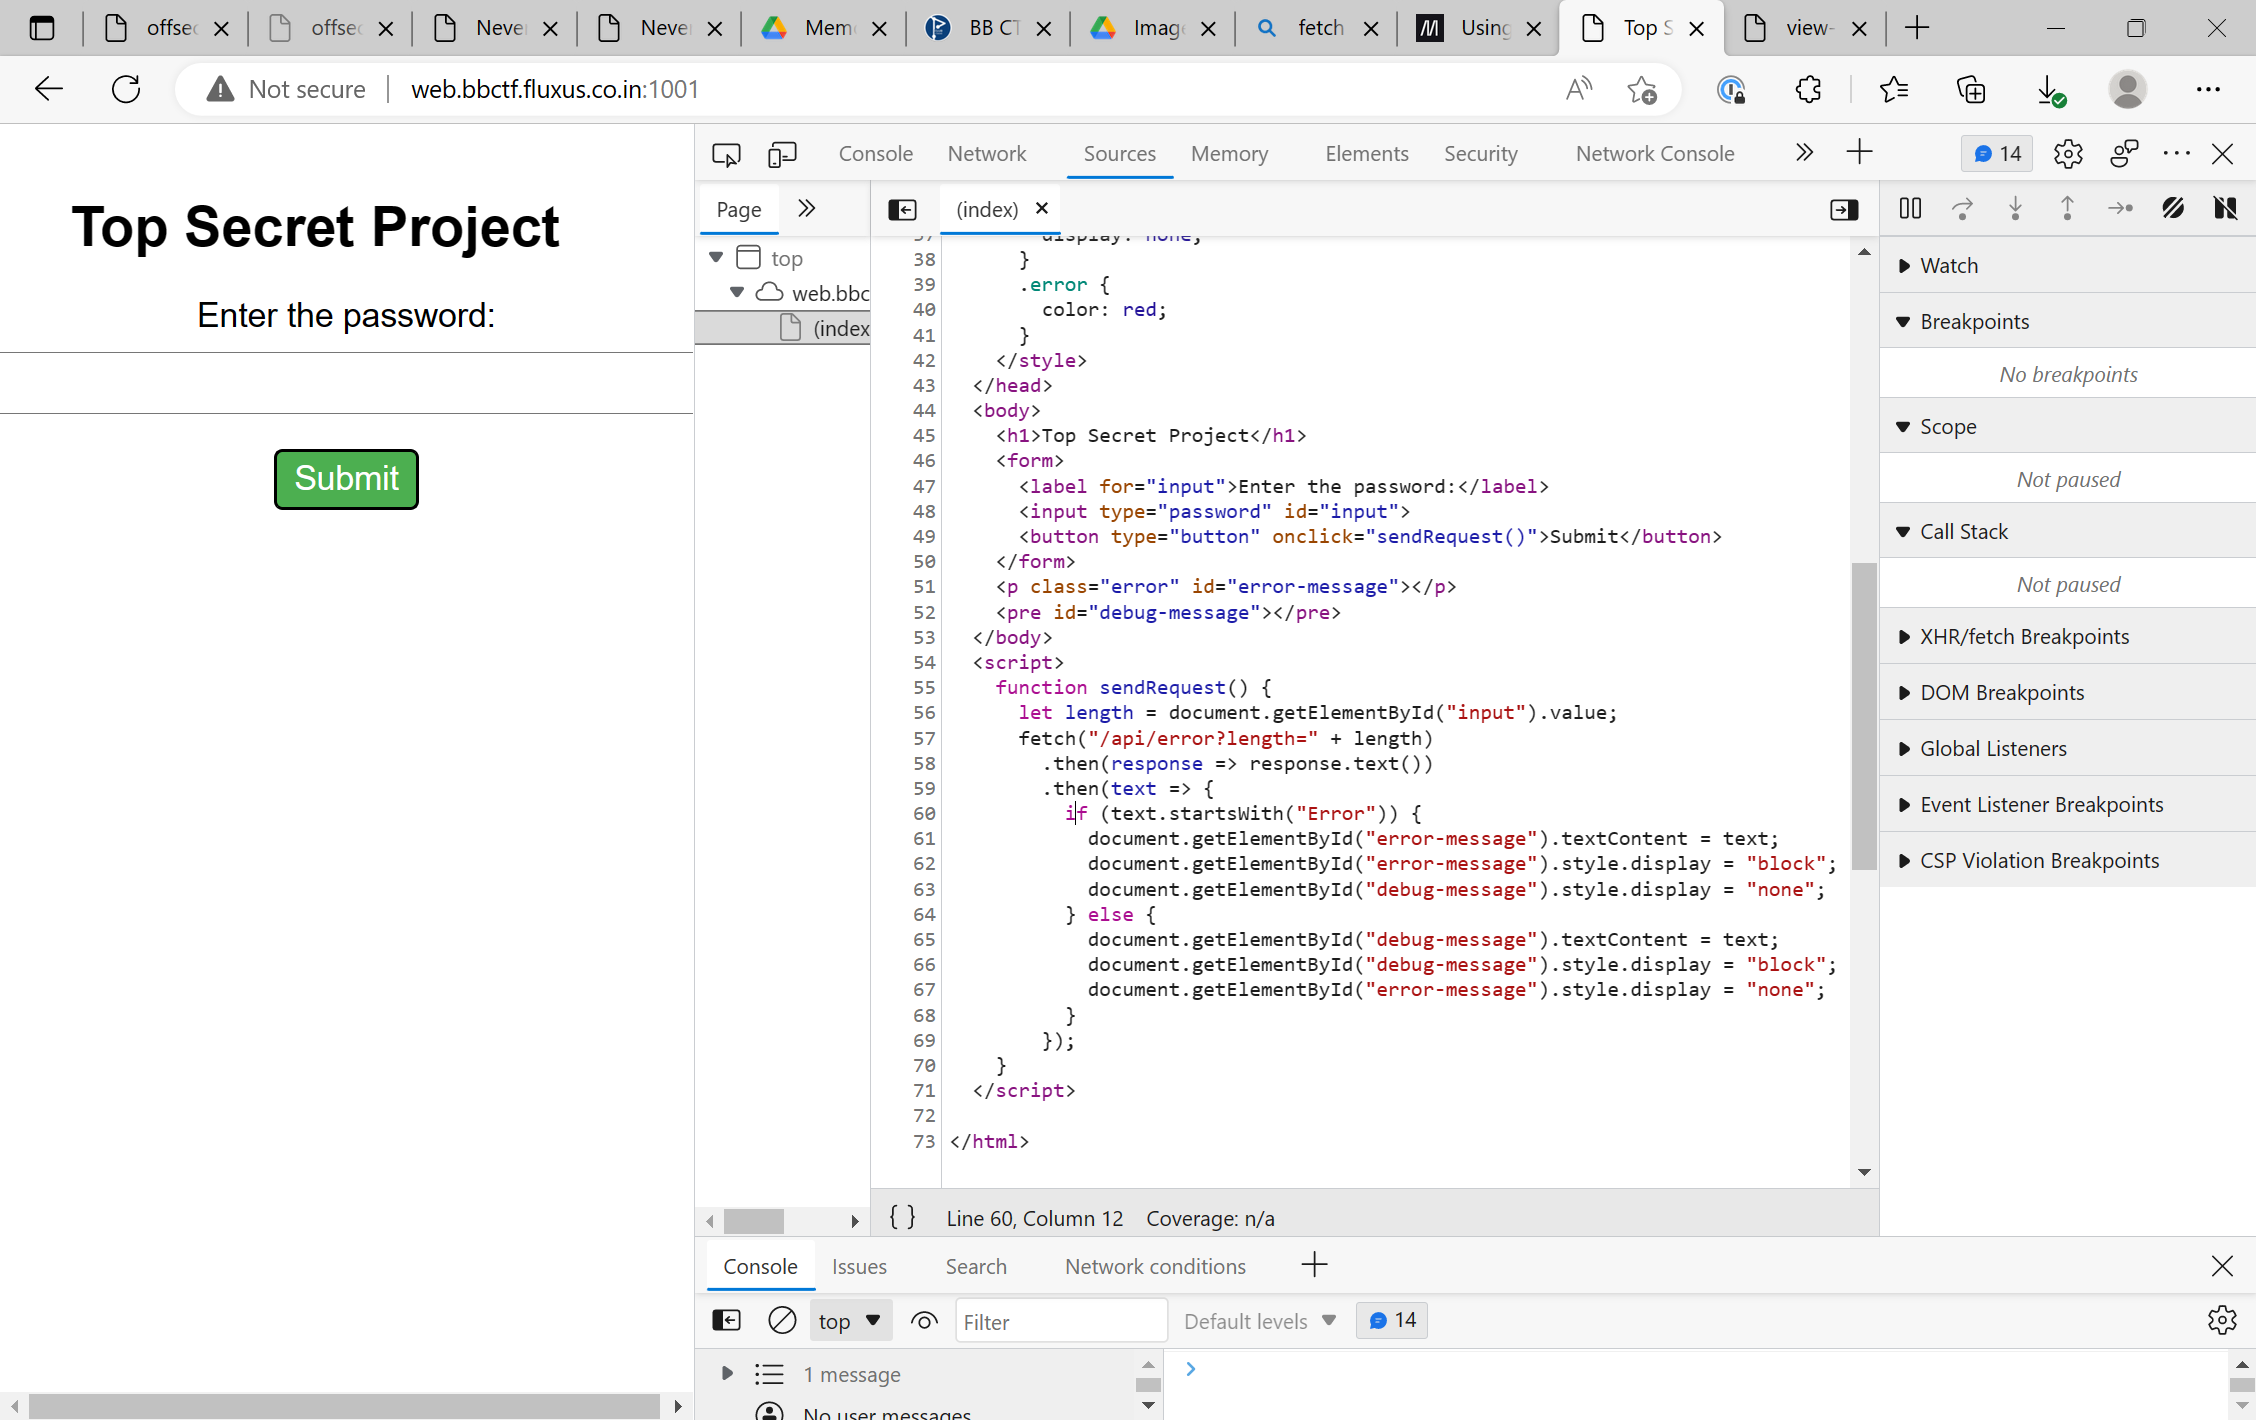 offsec
offsec
Never
Never
Memo
BB CT
Image
fetch
Using
Top S
view-
Not secure
web.bbctf.fluxus.co.in:1001
Top Secret Project
Enter the password:
Submit
Console Network Sources Memory Elements Security Network Console
14
Page
top
web.bbc
(index
(index)
37 display: none;
38 }
39 .error {
40 color: red;
41 }
42 </style>
43 </head>
44 <body>
45 <h1>Top Secret Project</h1>
46 <form>
47 <label for="input">Enter the password:</label>
48 <input type="password" id="input">
49 <button type="button" onclick="sendRequest()">Submit</button>
50 </form>
51 <p class="error" id="error-message"></p>
52 <pre id="debug-message"></pre>
53 </body>
54 <script>
55 function sendRequest() {
56 let length = document.getElementById("input").value;
57 fetch("/api/error?length=" + length)
58 .then(response => response.text())
59 .then(text => {
60 if (text.startsWith("Error")) {
61 document.getElementById("error-message").textContent = text;
62 document.getElementById("error-message").style.display = "block";
63 document.getElementById("debug-message").style.display = "none";
64 } else {
65 document.getElementById("debug-message").textContent = text;
66 document.getElementById("debug-message").style.display = "block";
67 document.getElementById("error-message").style.display = "none";
68 }
69 });
70 }
71 </script>
72
73 </html>
{ } Line 60, Column 12 Coverage: n/a
Watch
Breakpoints
No breakpoints
Scope
Not paused
Call Stack
Not paused
XHR/fetch Breakpoints
DOM Breakpoints
Global Listeners
Event Listener Breakpoints
CSP Violation Breakpoints
Console Issues Search Network conditions
top Filter Default levels 14
1 message
No user messages